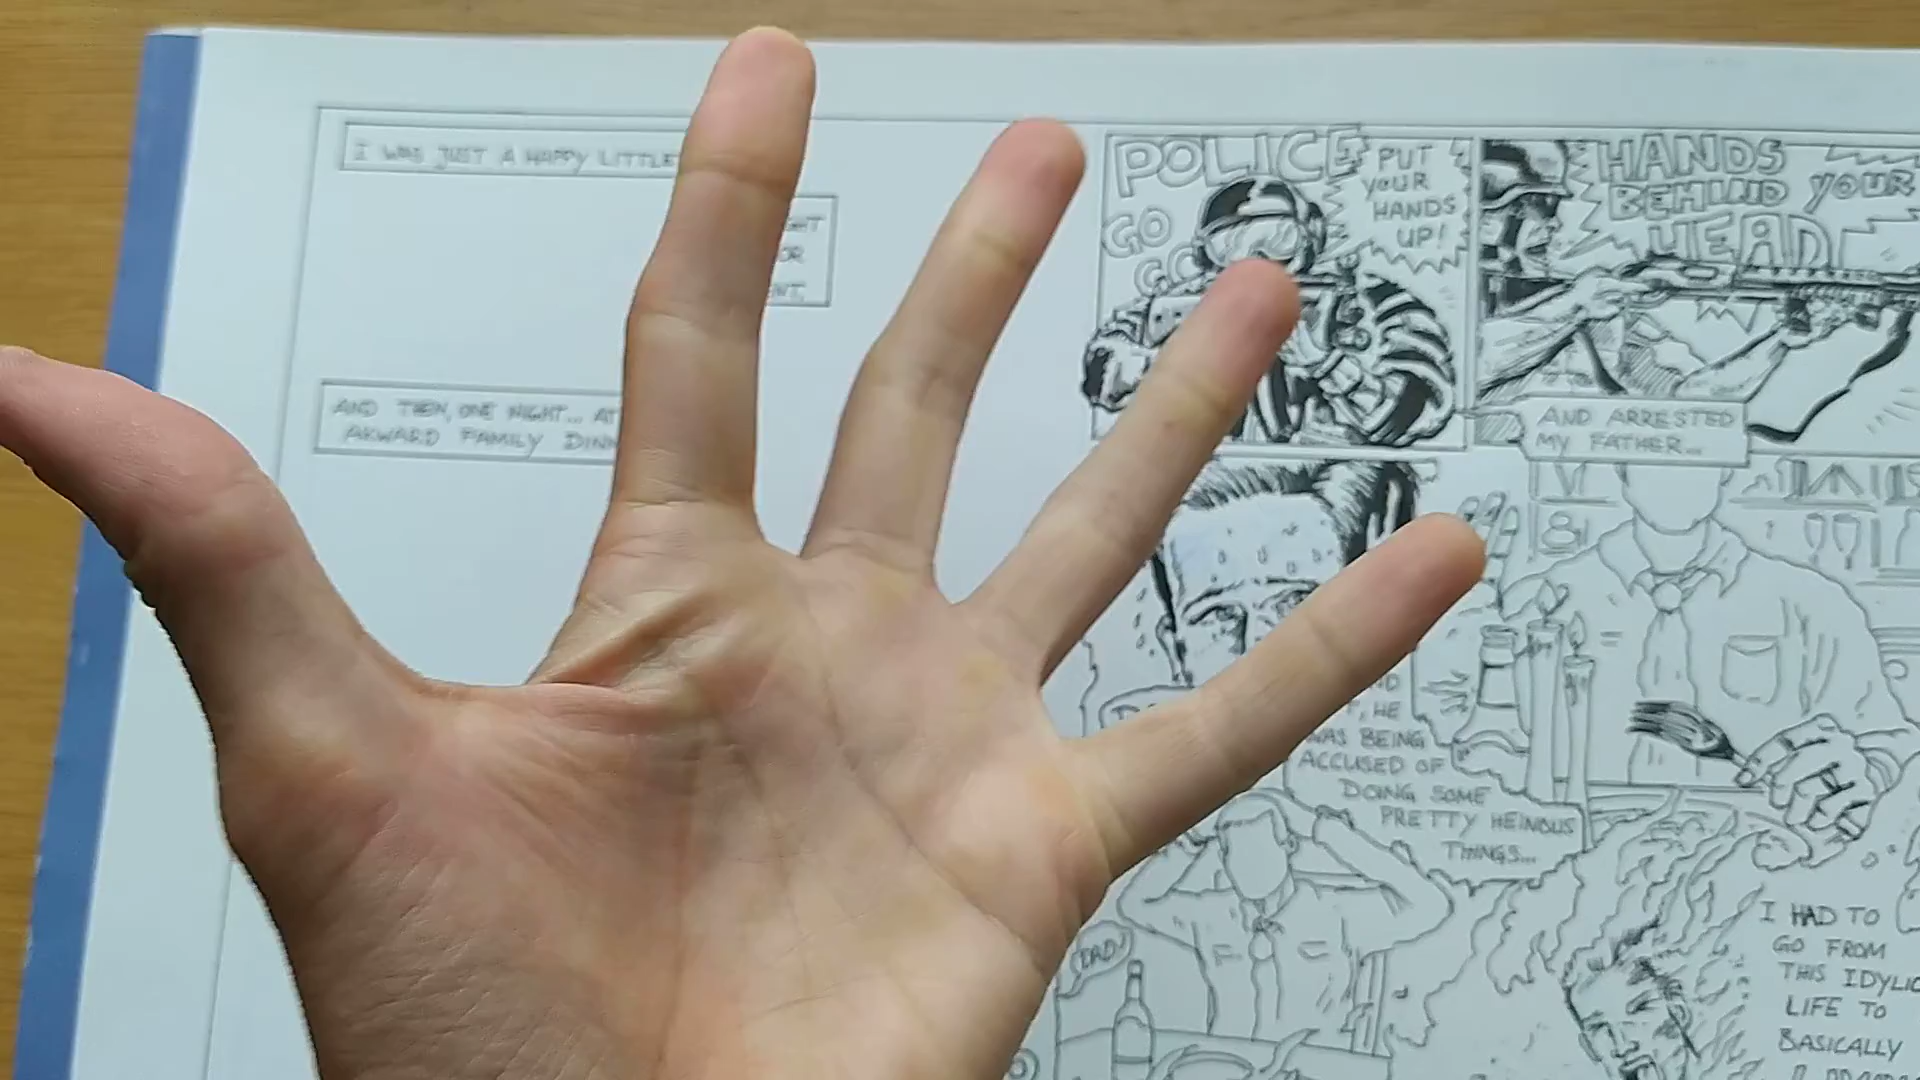 I WAS JUST A HAPPY LITTLE
AND THEN, ONE NIGHT... AT
AKWARD FAMILY
POLICE
GO
GO
PUT
YOUR
HANDS
UP!
HANDS
BEHIND YOUR
HEAD
AND ARRESTED
MY FATHER...
HE
WAS BEING
ACCUSED OF
DOING SOME
PRETTY HEINOUS
THINGS...
DAD
I HAD TO
GO FROM
THIS
LIFE TO
BASICALLY